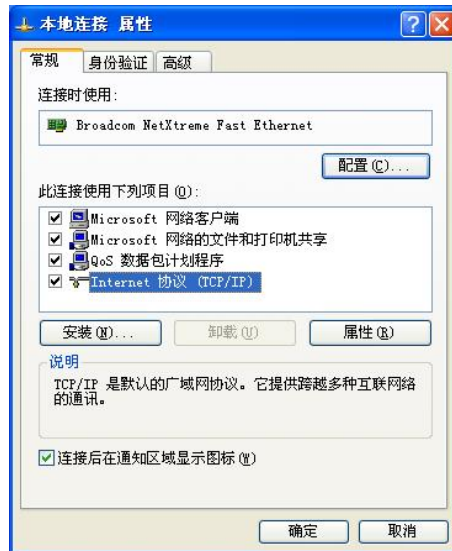 本地连接 属性
常规 身份验证 高级
连接时使用:
Broadcom NetXtreme Fast Ethernet
配置(C)...
此连接使用下列项目(O):
Microsoft 网络客户端
Microsoft 网络的文件和打印机共享
QoS 数据包计划程序
Internet 协议 (TCP/IP)
安装(N)... 卸载(U) 属性(R)
说明
TCP/IP 是默认的广域网协议。它提供跨越多种互联网络
的通讯。
连接后在通知区域显示图标(W)
确定 取消